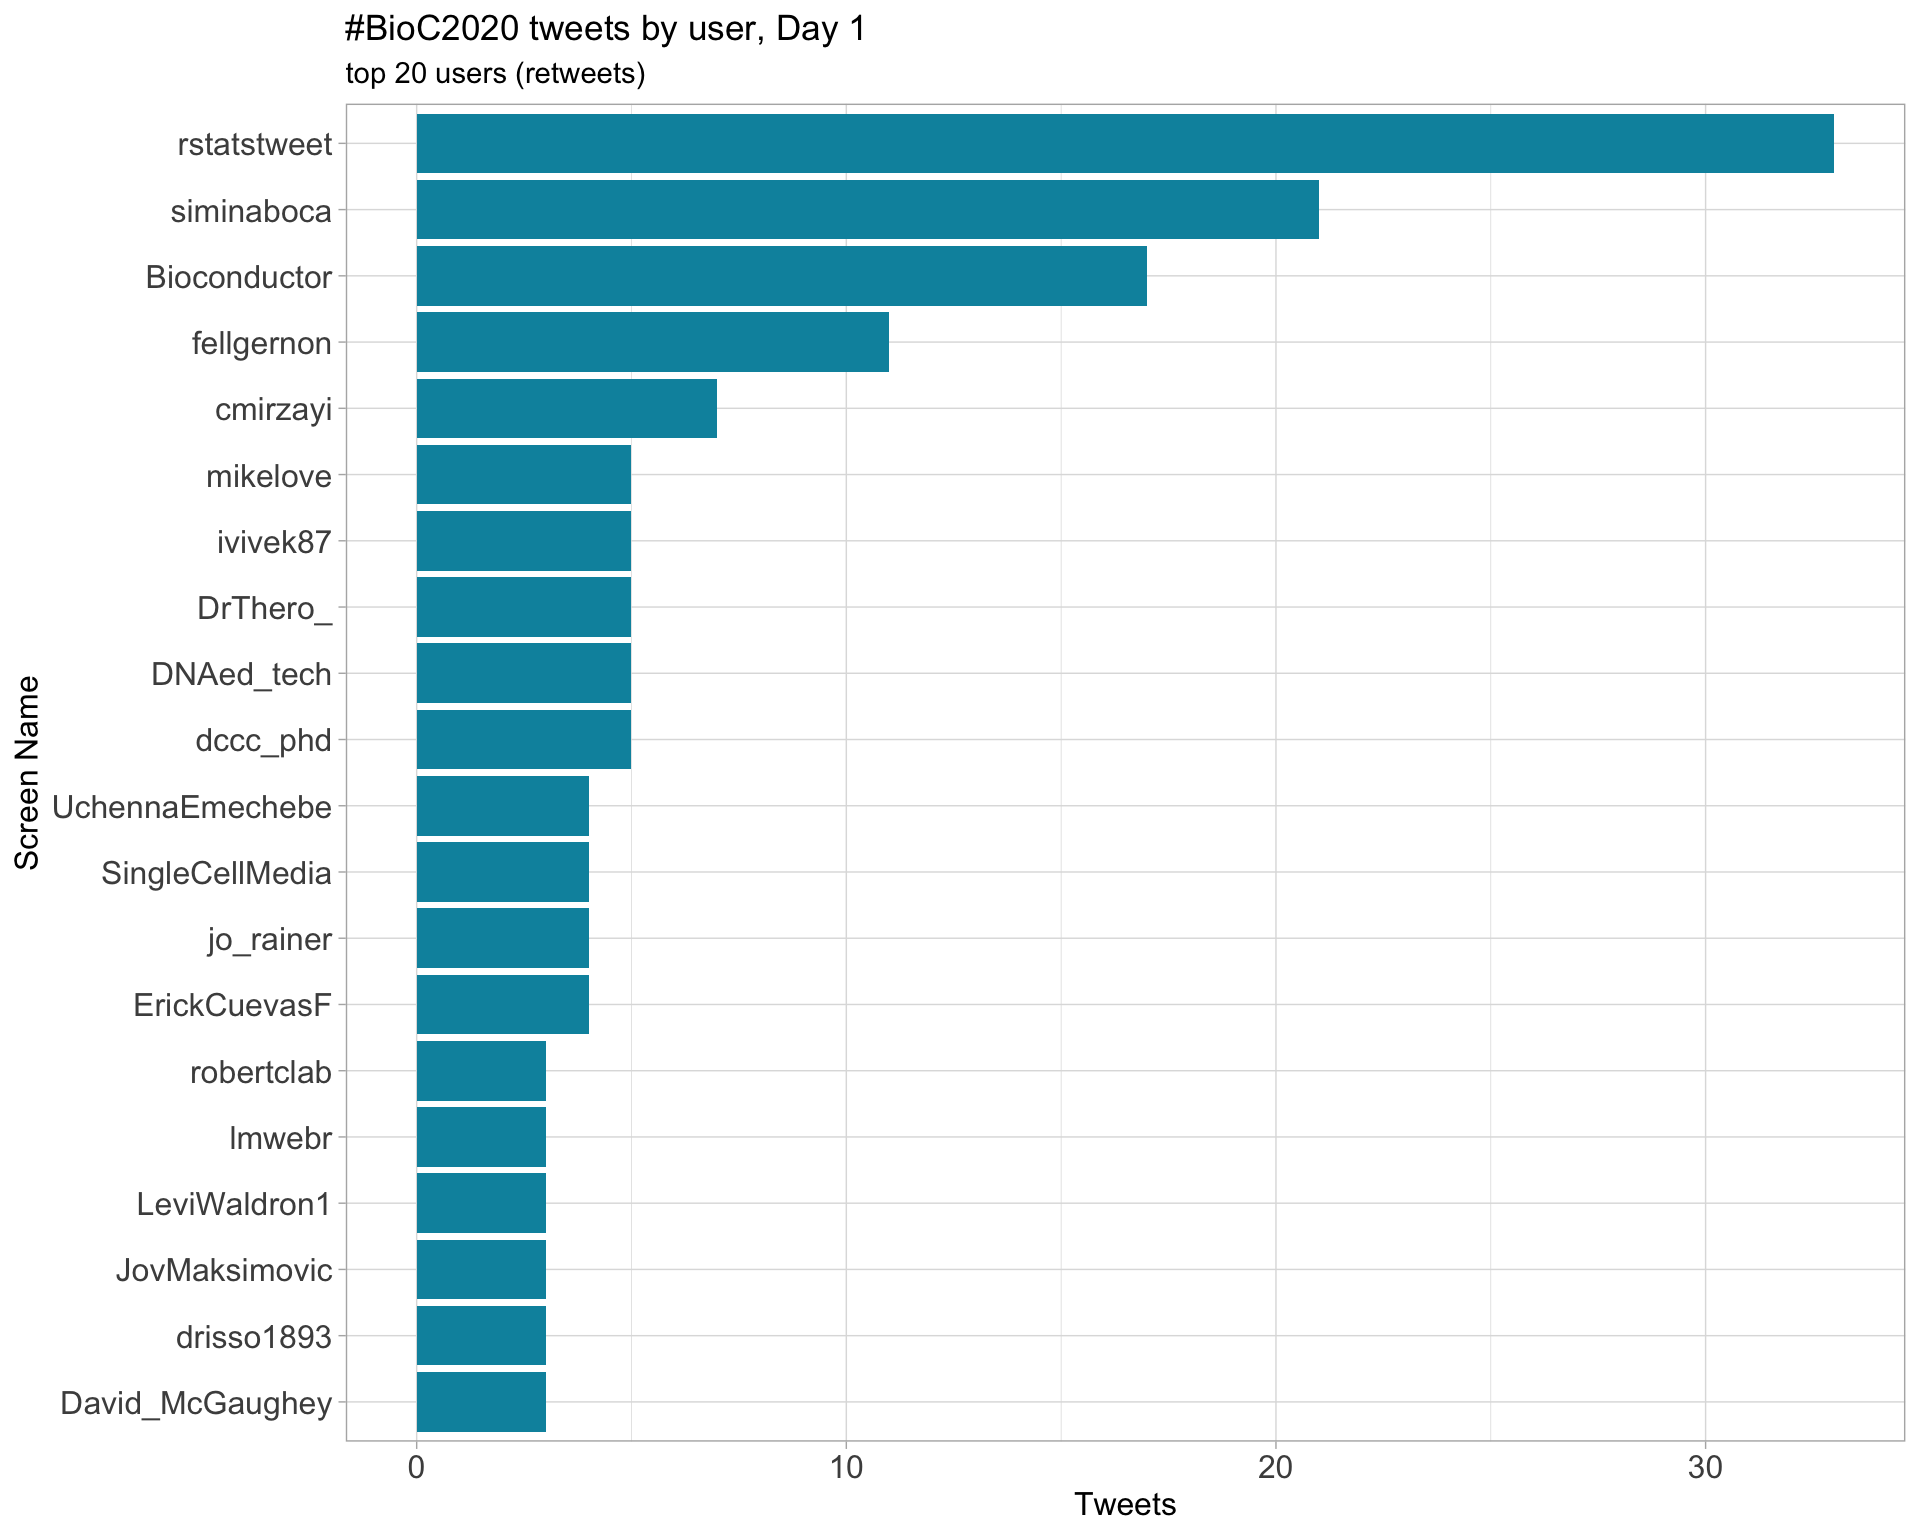 #BioC2020 tweets by user, Day 1
top 20 users (retweets)
rstatstweet
siminaboca
Bioconductor
fellgernon
cmirzayi
mikelove
ivivek87
DrThero_
DNAed_tech
dccc_phd
UchennaEmechebe
SingleCellMedia
jo_rainer
ErickCuevasF
robertclab
lmwebr
LeviWaldron1
JovMaksimovic
drisso1893
David_McGaughey
Screen Name
0 10 20 30
Tweets